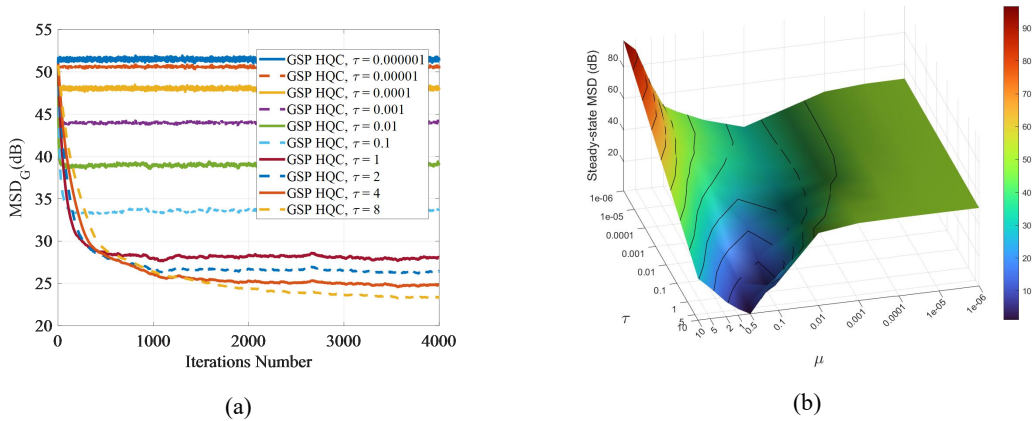 55
50
45
40
35
30
25
20
MSD_G(dB)
0
1000
2000
3000
4000
Iterations Number
GSP HQC, τ = 0.000001
GSP HQC, τ = 0.00001
GSP HQC, τ = 0.0001
GSP HQC, τ = 0.001
GSP HQC, τ = 0.01
GSP HQC, τ = 0.1
GSP HQC, τ = 1
GSP HQC, τ = 2
GSP HQC, τ = 4
GSP HQC, τ = 8
(a)
Steady-state MSD (dB)
80
60
40
20
1e-06
1e-05
0.0001
0.001
0.01
0.1
1
5
10
τ
10
5
2
1
0.5
0.1
0.01
0.001
0.0001
1e-05
1e-06
μ
90
80
70
60
50
40
30
20
10
(b)